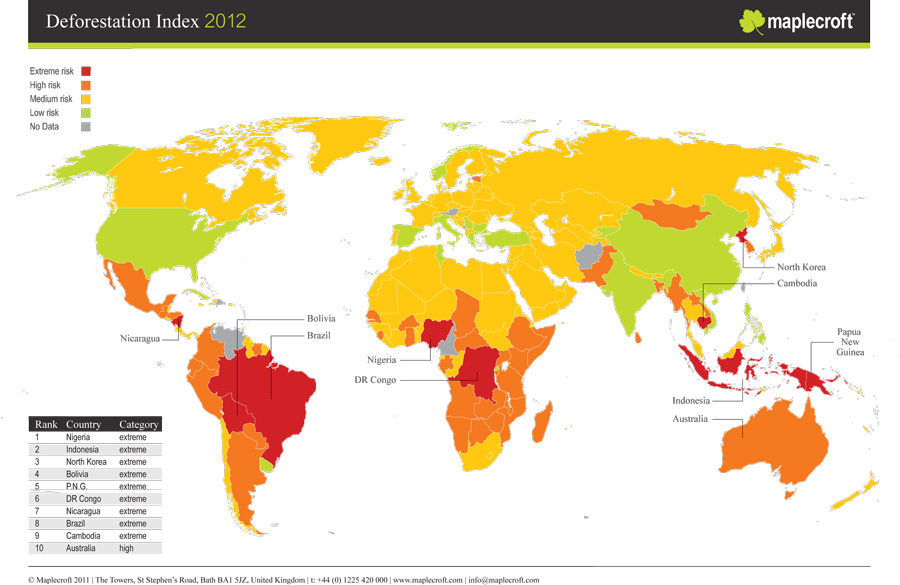 Deforestation Index 2012
maplecroft
Extreme risk
High risk
Medium risk
Low risk
No Data
North Korea
Cambodia
Bolivia
Brazil
Nicaragua
Papua
New
Guinea
Nigeria
DR Congo
Indonesia
Australia
Rank Country Category
1 Nigeria extreme
2 Indonesia extreme
3 North Korea extreme
4 Bolivia extreme
5 P.N.G. extreme
6 DR Congo extreme
7 Nicaragua extreme
8 Brazil extreme
9 Cambodia extreme
10 Australia high
© Maplecroft 2011 | The Towers, St Stephen's Road, Bath BA1 5JZ, United Kingdom | t: +44 (0) 1225 420 000 | www.maplecroft.com | info@maplecroft.com